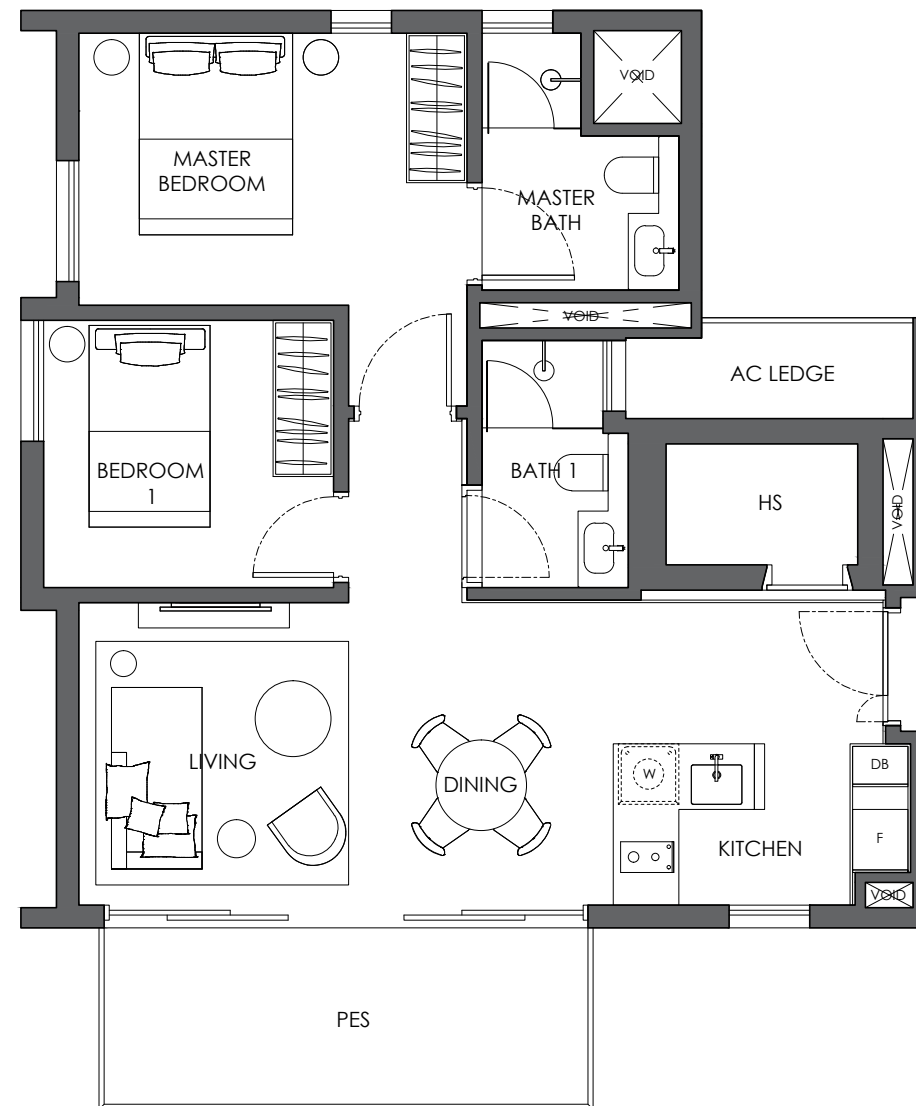 VOID
MASTER
BEDROOM
MASTER
BATH
VOID
AC LEDGE
BEDROOM
1
BATH 1
HS
VOID
LIVING
DINING
W
DB
KITCHEN
F
VOID
PES